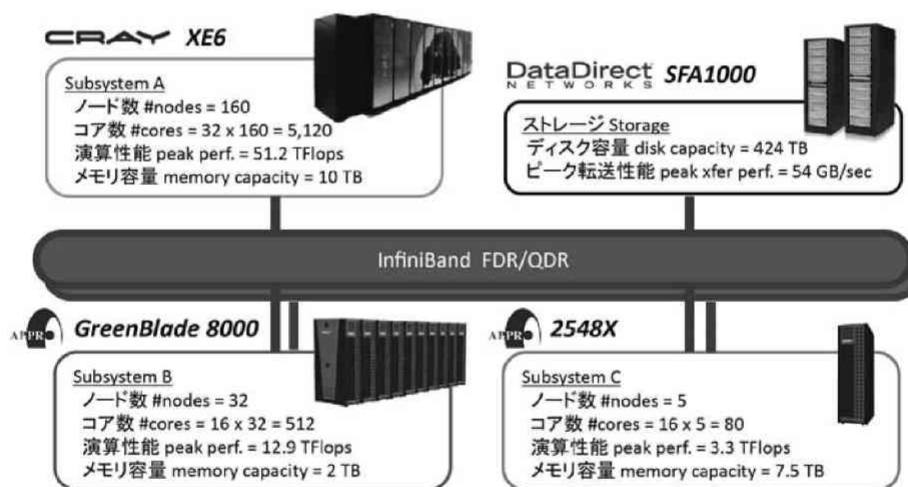 CRAY XE6
Subsystem A
ノード数 #nodes = 160
コア数 #cores = 32 x 160 = 5,120
演算性能 peak perf. = 51.2 TFlops
メモリ容量 memory capacity = 10 TB
DataDirect NETWORKS SFA1000
ストレージ Storage
ディスク容量 disk capacity = 424 TB
ピーク転送性能 peak xfer perf. = 54 GB/sec
InfiniBand FDR/QDR
APPRO GreenBlade 8000
Subsystem B
ノード数 #nodes = 32
コア数 #cores = 16 x 32 = 512
演算性能 peak perf. = 12.9 TFlops
メモリ容量 memory capacity = 2 TB
APPRO 2548X
Subsystem C
ノード数 #nodes = 5
コア数 #cores = 16 x 5 = 80
演算性能 peak perf. = 3.3 TFlops
メモリ容量 memory capacity = 7.5 TB